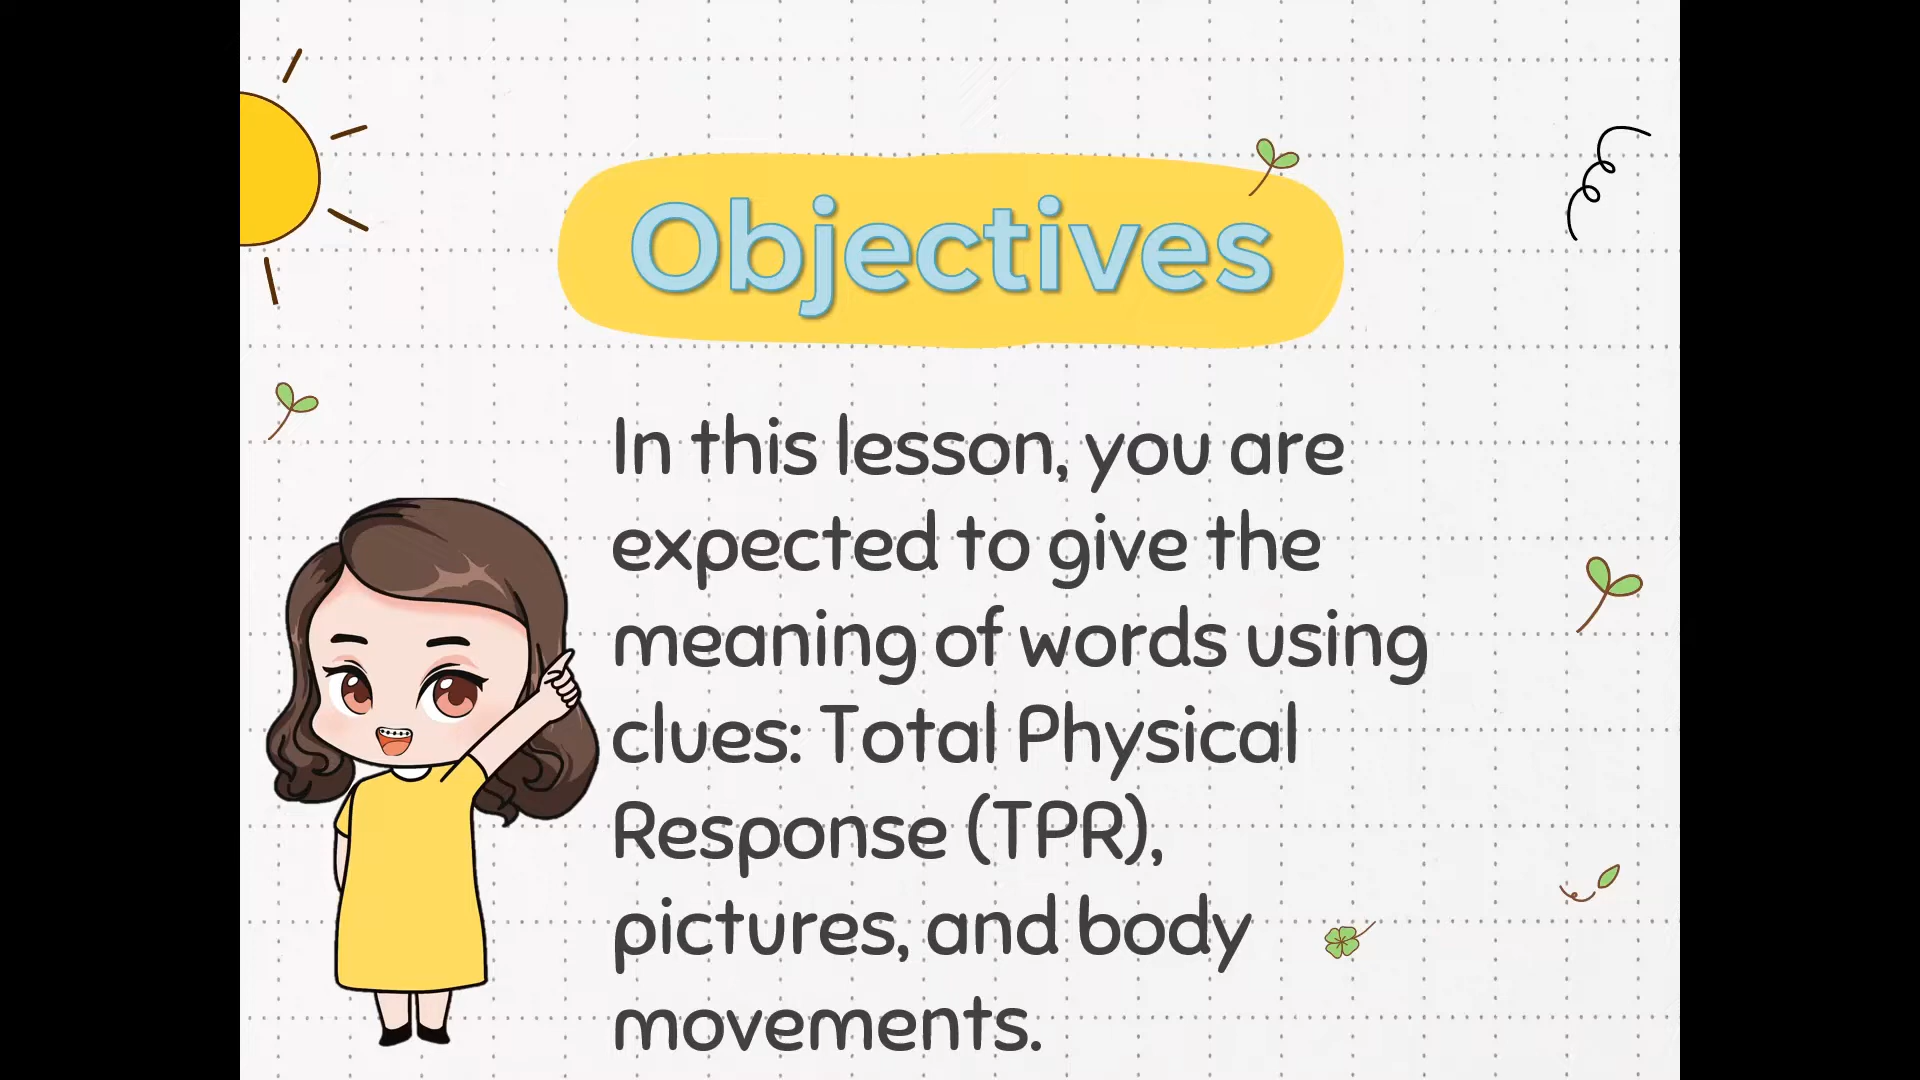 Objectives
In this lesson, you are
expected to give the
meaning of words using
clues: Total Physical
Response (TPR),
pictures, and body
movements.